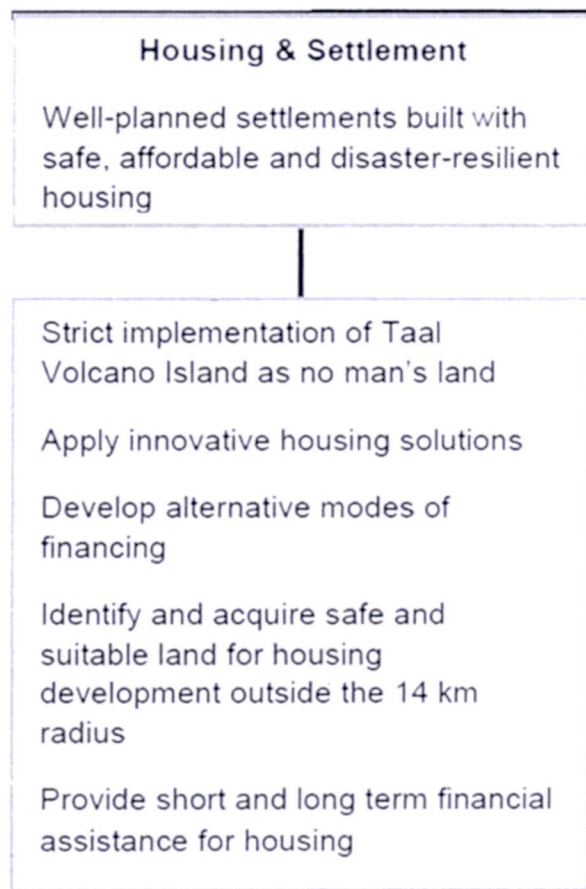 Housing & Settlement
Well-planned settlements built with
safe, affordable and disaster-resilient
housing
Strict implementation of Taal
Volcano Island as no man's land
Apply innovative housing solutions
Develop alternative modes of
financing
Identify and acquire safe and
suitable land for housing
development outside the 14 km
radius
Provide short and long term financial
assistance for housing